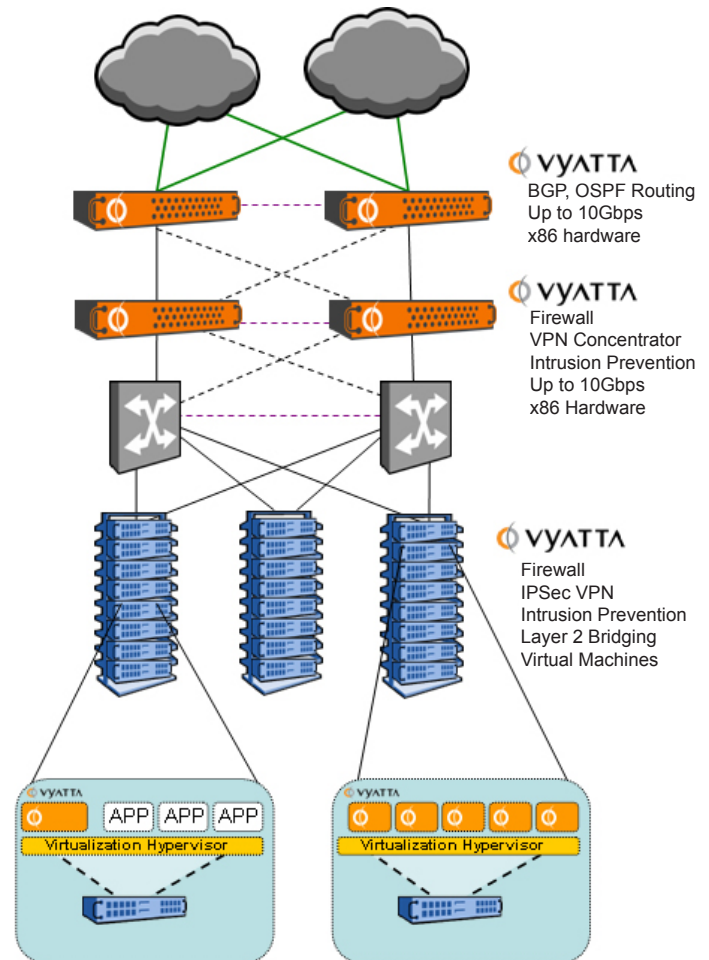 VYATTA
BGP, OSPF Routing
Up to 10Gbps
x86 hardware
VYATTA
Firewall
VPN Concentrator
Intrusion Prevention
Up to 10Gbps
x86 Hardware
VYATTA
Firewall
IPSec VPN
Intrusion Prevention
Layer 2 Bridging
Virtual Machines
VYATTA
APP APP APP
Virtualization Hypervisor
VYATTA
Virtualization Hypervisor